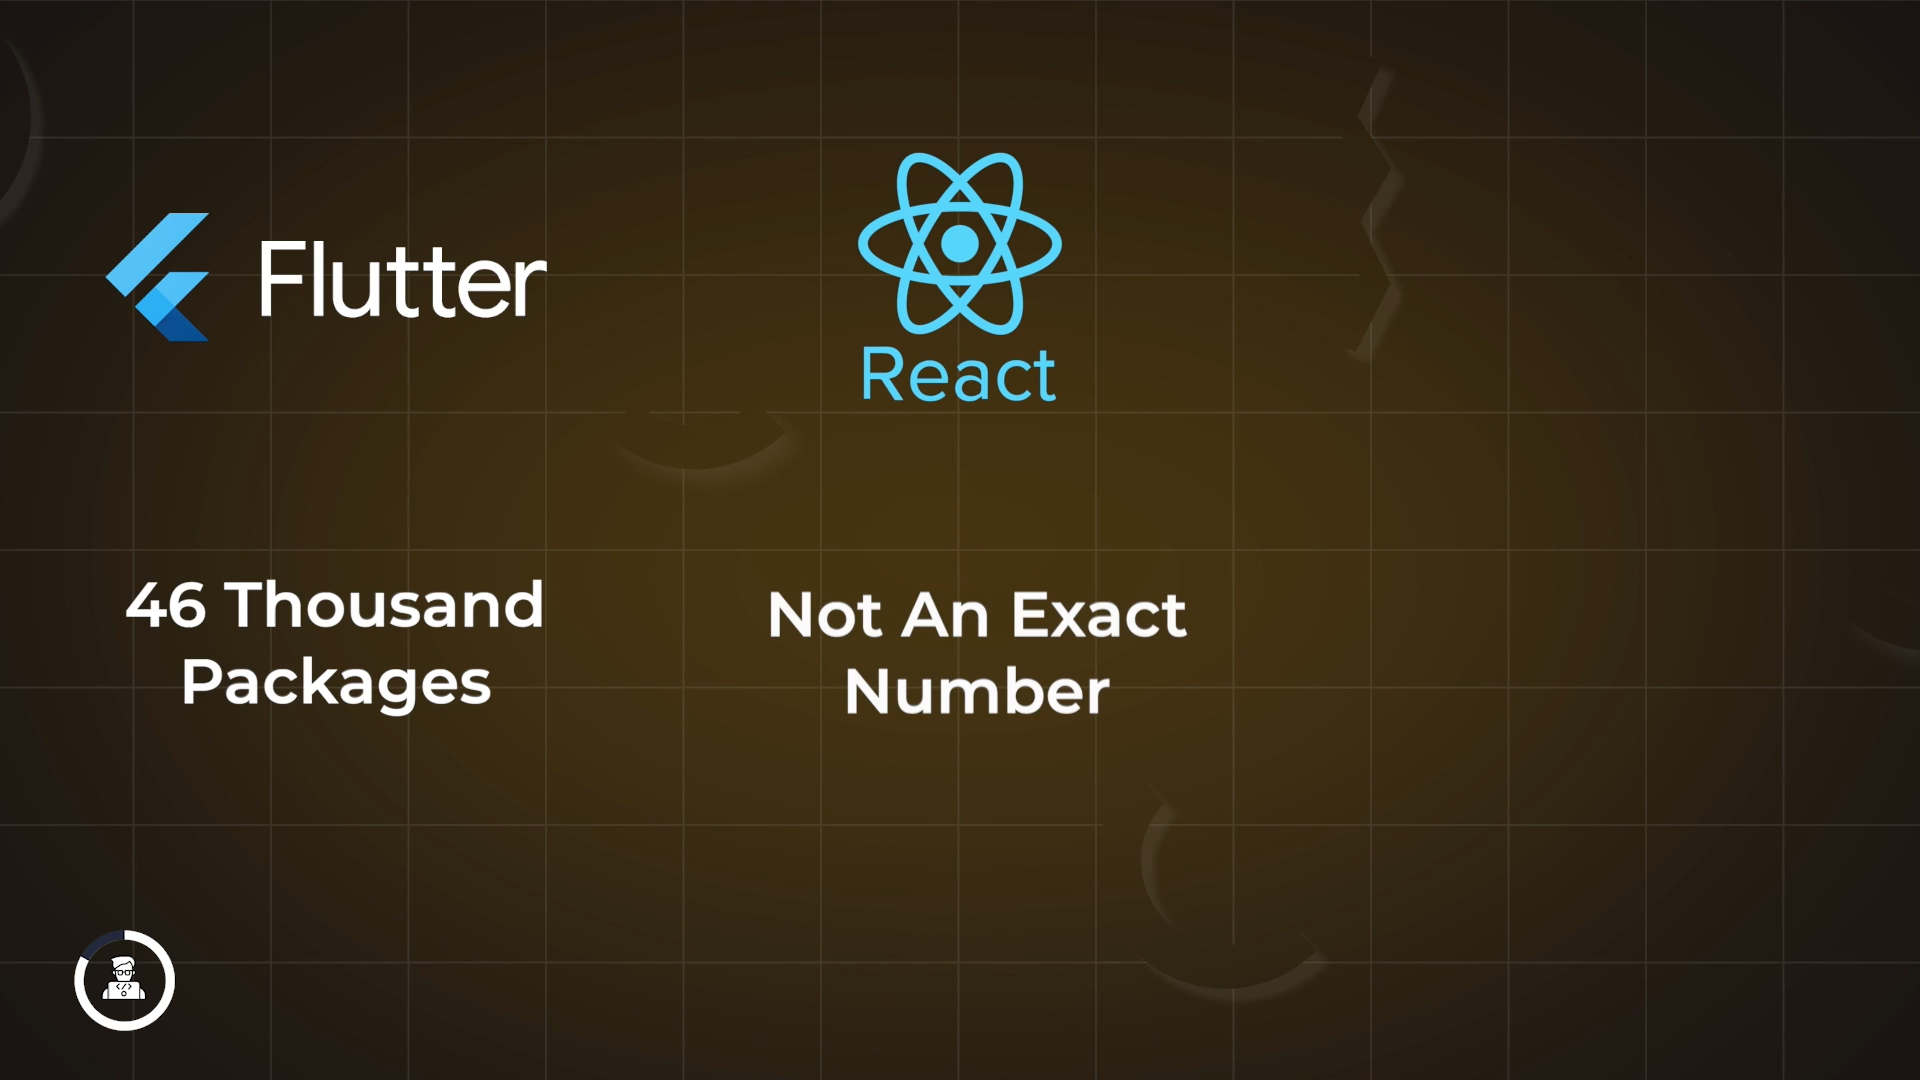 Flutter
React
46 Thousand
Packages
Not An Exact
Number